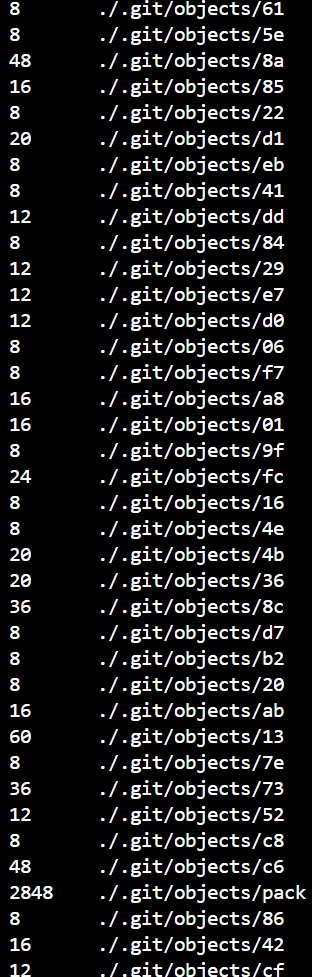 8 ./.git/objects/61
8 ./.git/objects/5e
48 ./.git/objects/8a
16 ./.git/objects/85
8 ./.git/objects/22
20 ./.git/objects/d1
8 ./.git/objects/eb
8 ./.git/objects/41
12 ./.git/objects/dd
8 ./.git/objects/84
12 ./.git/objects/29
12 ./.git/objects/e7
12 ./.git/objects/d0
8 ./.git/objects/06
8 ./.git/objects/f7
16 ./.git/objects/a8
16 ./.git/objects/01
8 ./.git/objects/9f
24 ./.git/objects/fc
8 ./.git/objects/16
8 ./.git/objects/4e
20 ./.git/objects/4b
20 ./.git/objects/36
36 ./.git/objects/8c
8 ./.git/objects/d7
8 ./.git/objects/b2
8 ./.git/objects/20
16 ./.git/objects/ab
60 ./.git/objects/13
8 ./.git/objects/7e
36 ./.git/objects/73
12 ./.git/objects/52
8 ./.git/objects/c8
48 ./.git/objects/c6
2848 ./.git/objects/pack
8 ./.git/objects/86
16 ./.git/objects/42
12 ./.git/objects/cf